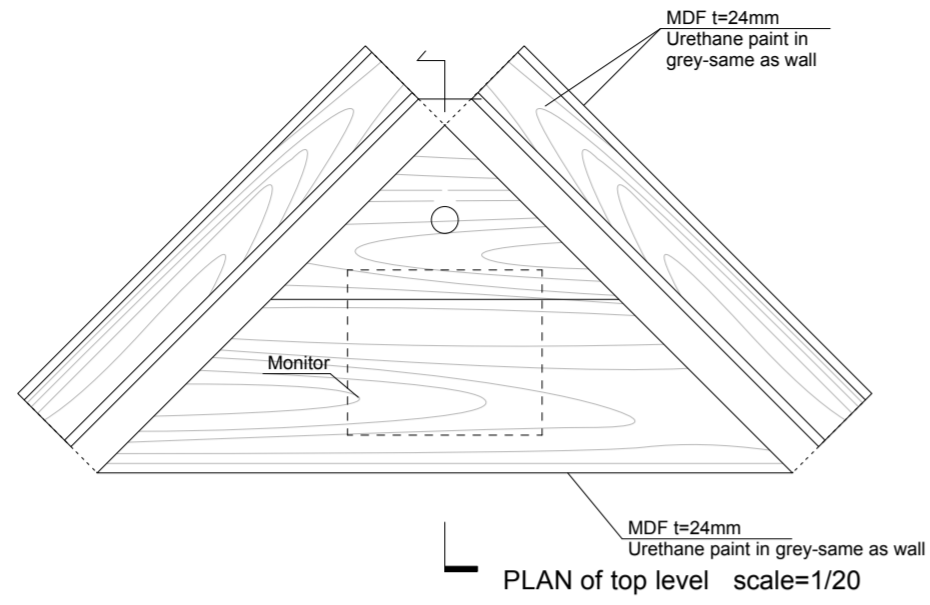 MDF t=24mm
Urethane paint in
grey-same as wall
Monitor
MDF t=24mm
Urethane paint in grey-same as wall
PLAN of top level scale=1/20